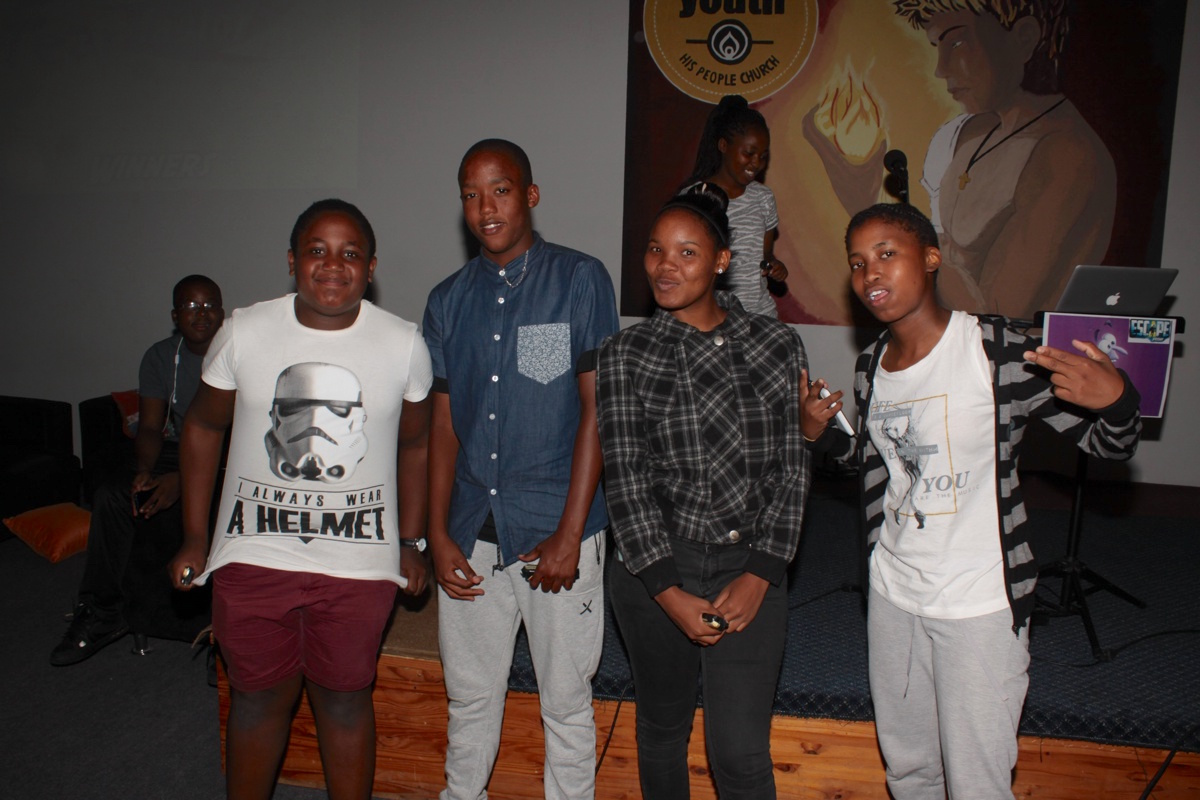 youth
HIS PEOPLE CHURCH
I ALWAYS WEAR
A HELMET
ESCAPE
YOU